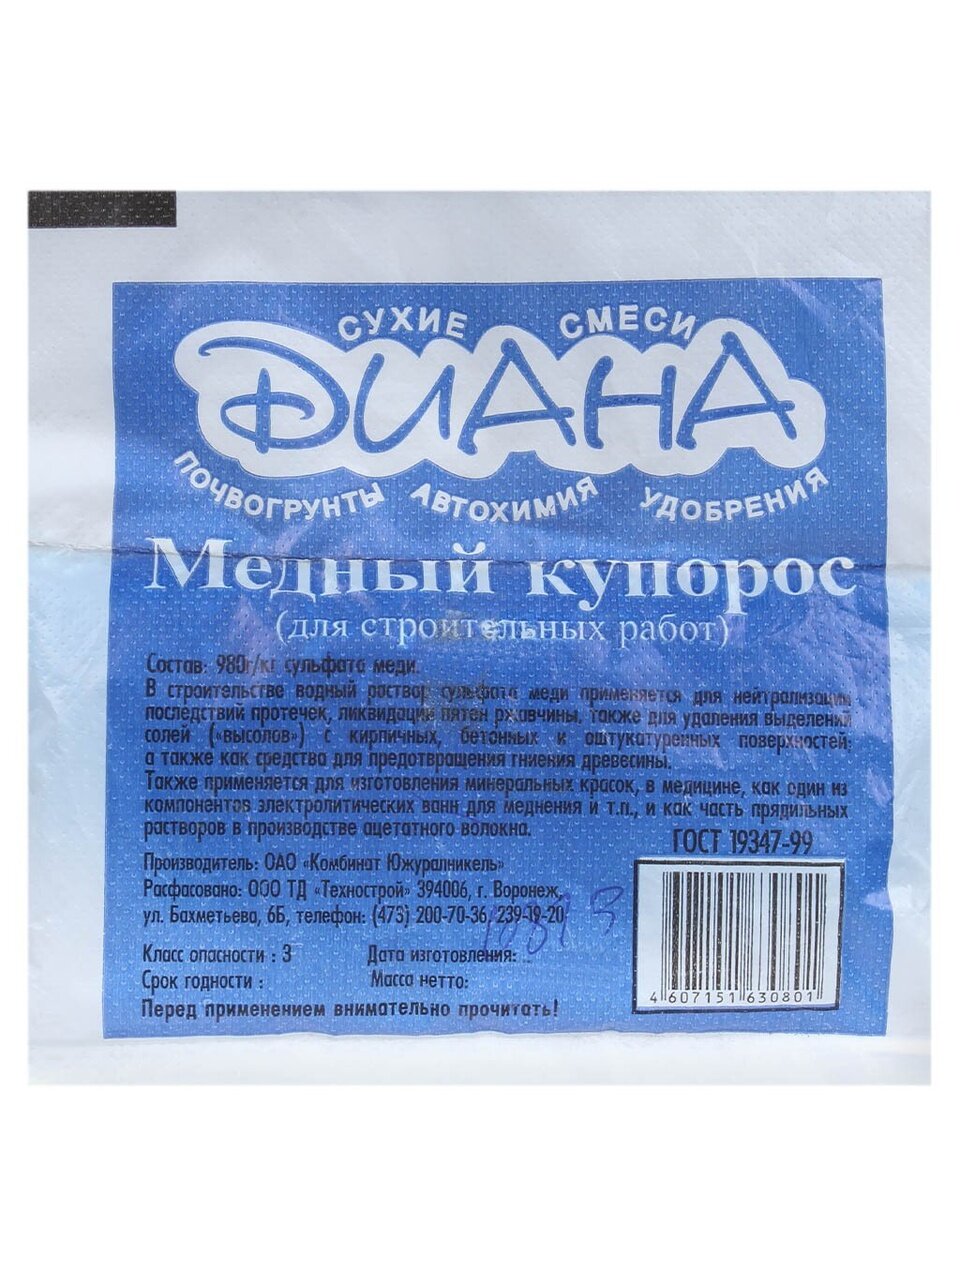 СУХИЕ СМЕСИ
ДИАНА
ПОЧВОГРУНТЫ АВТОХИМИЯ УДОБРЕНИЯ
Медный купорос
(для строительных работ)
Состав: 980г/кг сульфата меди.
В строительстве водный раствор сульфата меди применяется для нейтрализации
последствий протечек, ликвидации пятен ржавчины, также для удаления выделений
солей («высолов») с кирпичных, бетонных и оштукатуренных поверхностей;
а также как средства для предотвращения гниения древесины.
Также применяется для изготовления минеральных красок, в медицине, как один из
компонентов электролитических ванн для меднения и т.п., и как часть прядильных
растворов в производстве ацетатного волокна.
ГОСТ 19347-99
Производитель: ОАО «Комбинат Южуралникель»
Расфасовано: ООО ТД "Технострой" 394006, г. Воронеж,
ул. Бахметьева, 6Б, телефон: (473) 200-70-36, 239-19-20
Класс опасности : 3 Дата изготовления:
Срок годности : Масса нетто:
Перед применением внимательно прочитать!
4 607151 630801